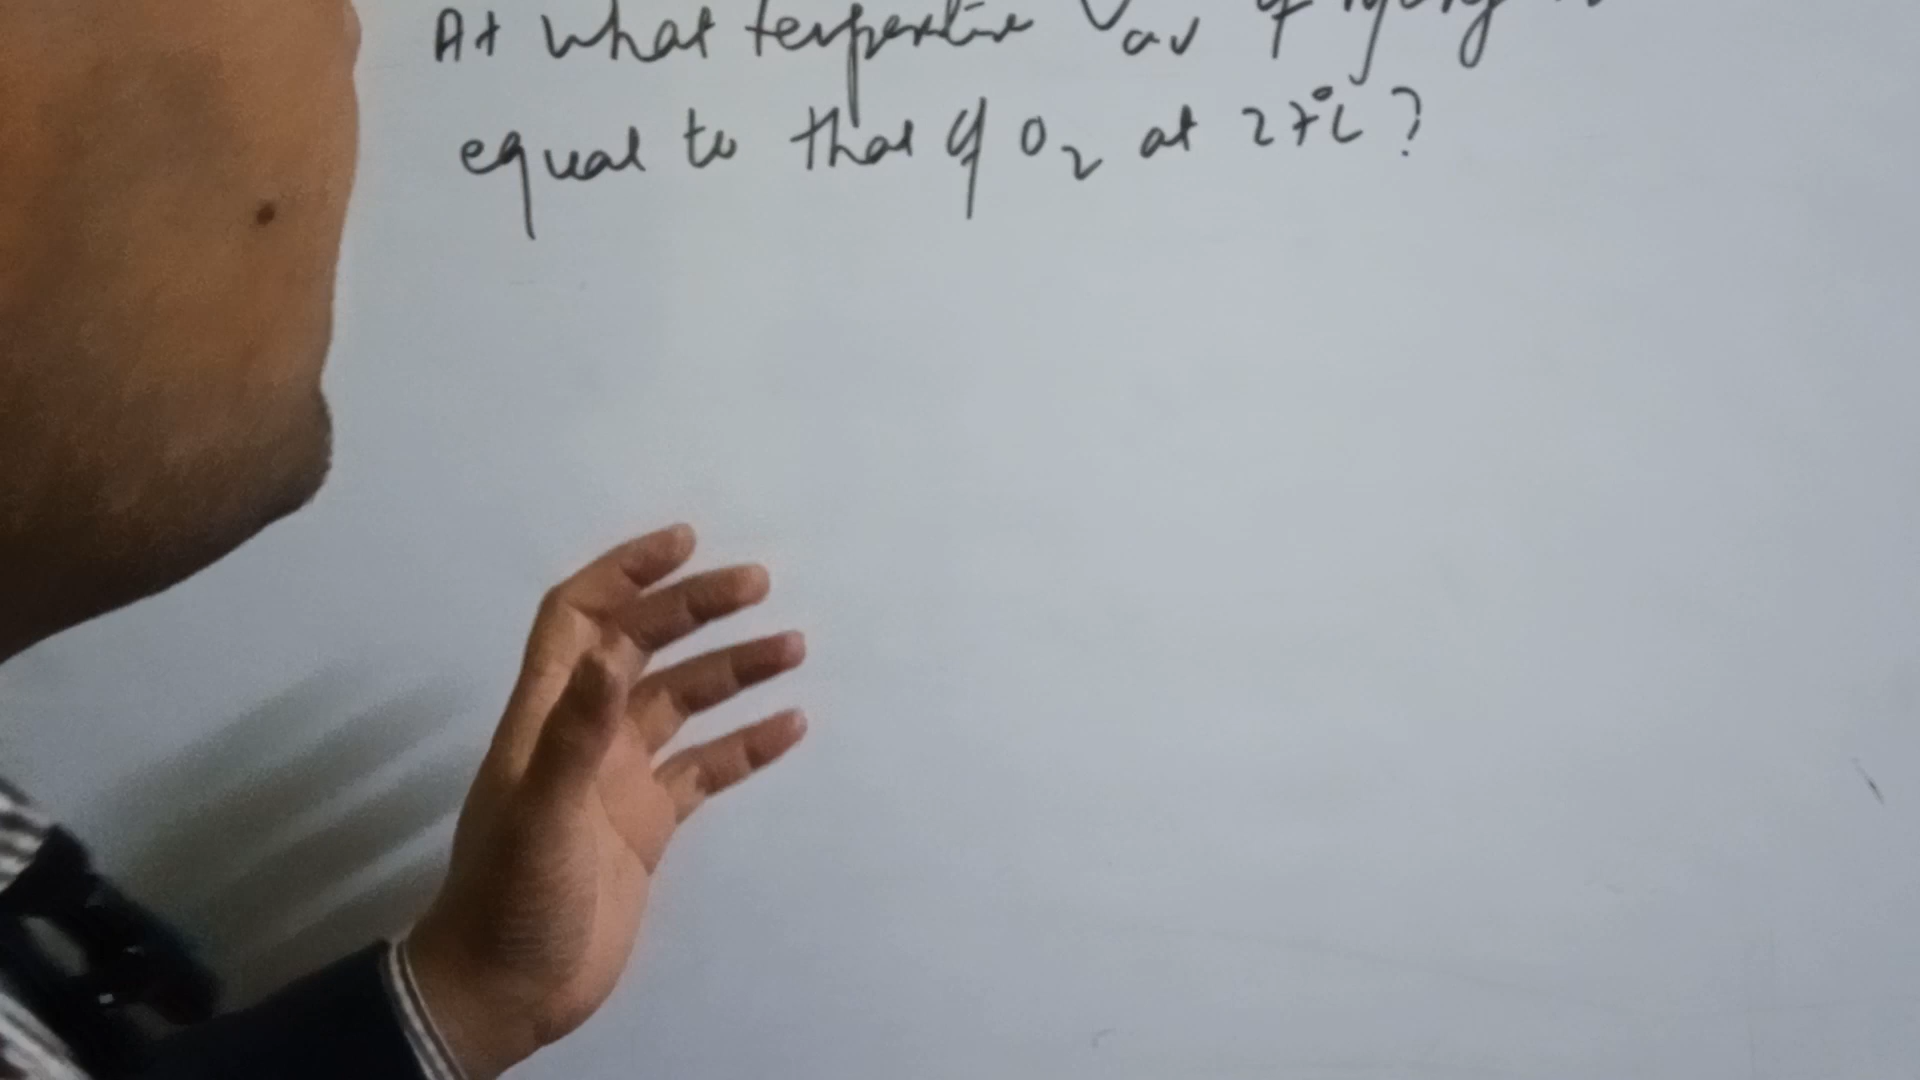 At what temperature Vav of
equal to that of O2 at 27°C?